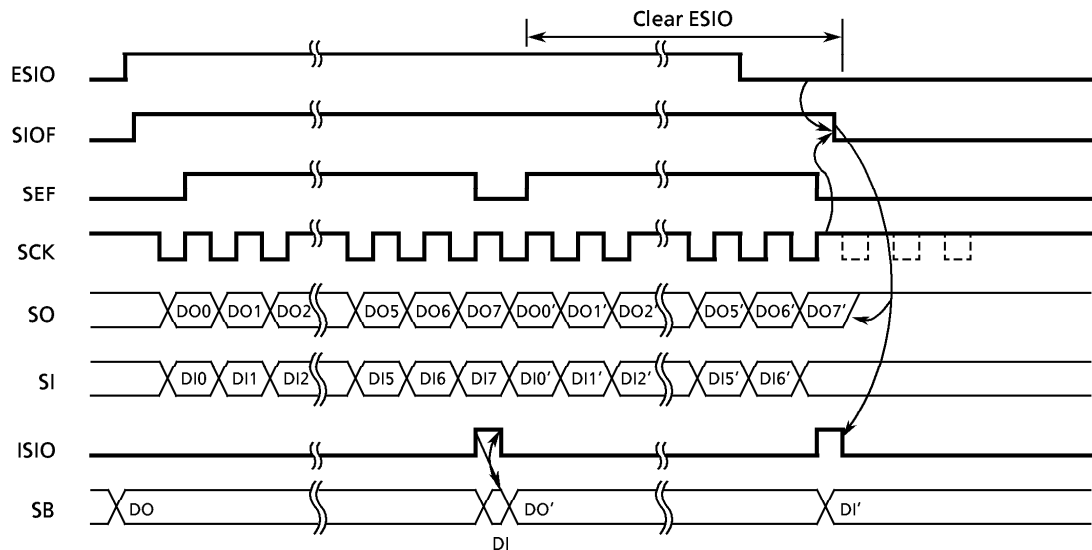 Clear ESIO
ESIO
SIOF
SEF
SCK
SO DO0 DO1 DO2 DO5 DO6 DO7 DO0′ DO1′ DO2′ DO5′ DO6′ DO7′
SI DI0 DI1 DI2 DI5 DI6 DI7 DI0′ DI1′ DI2′ DI5′ DI6′
ISIO
SB DO DO′ DI′
DI